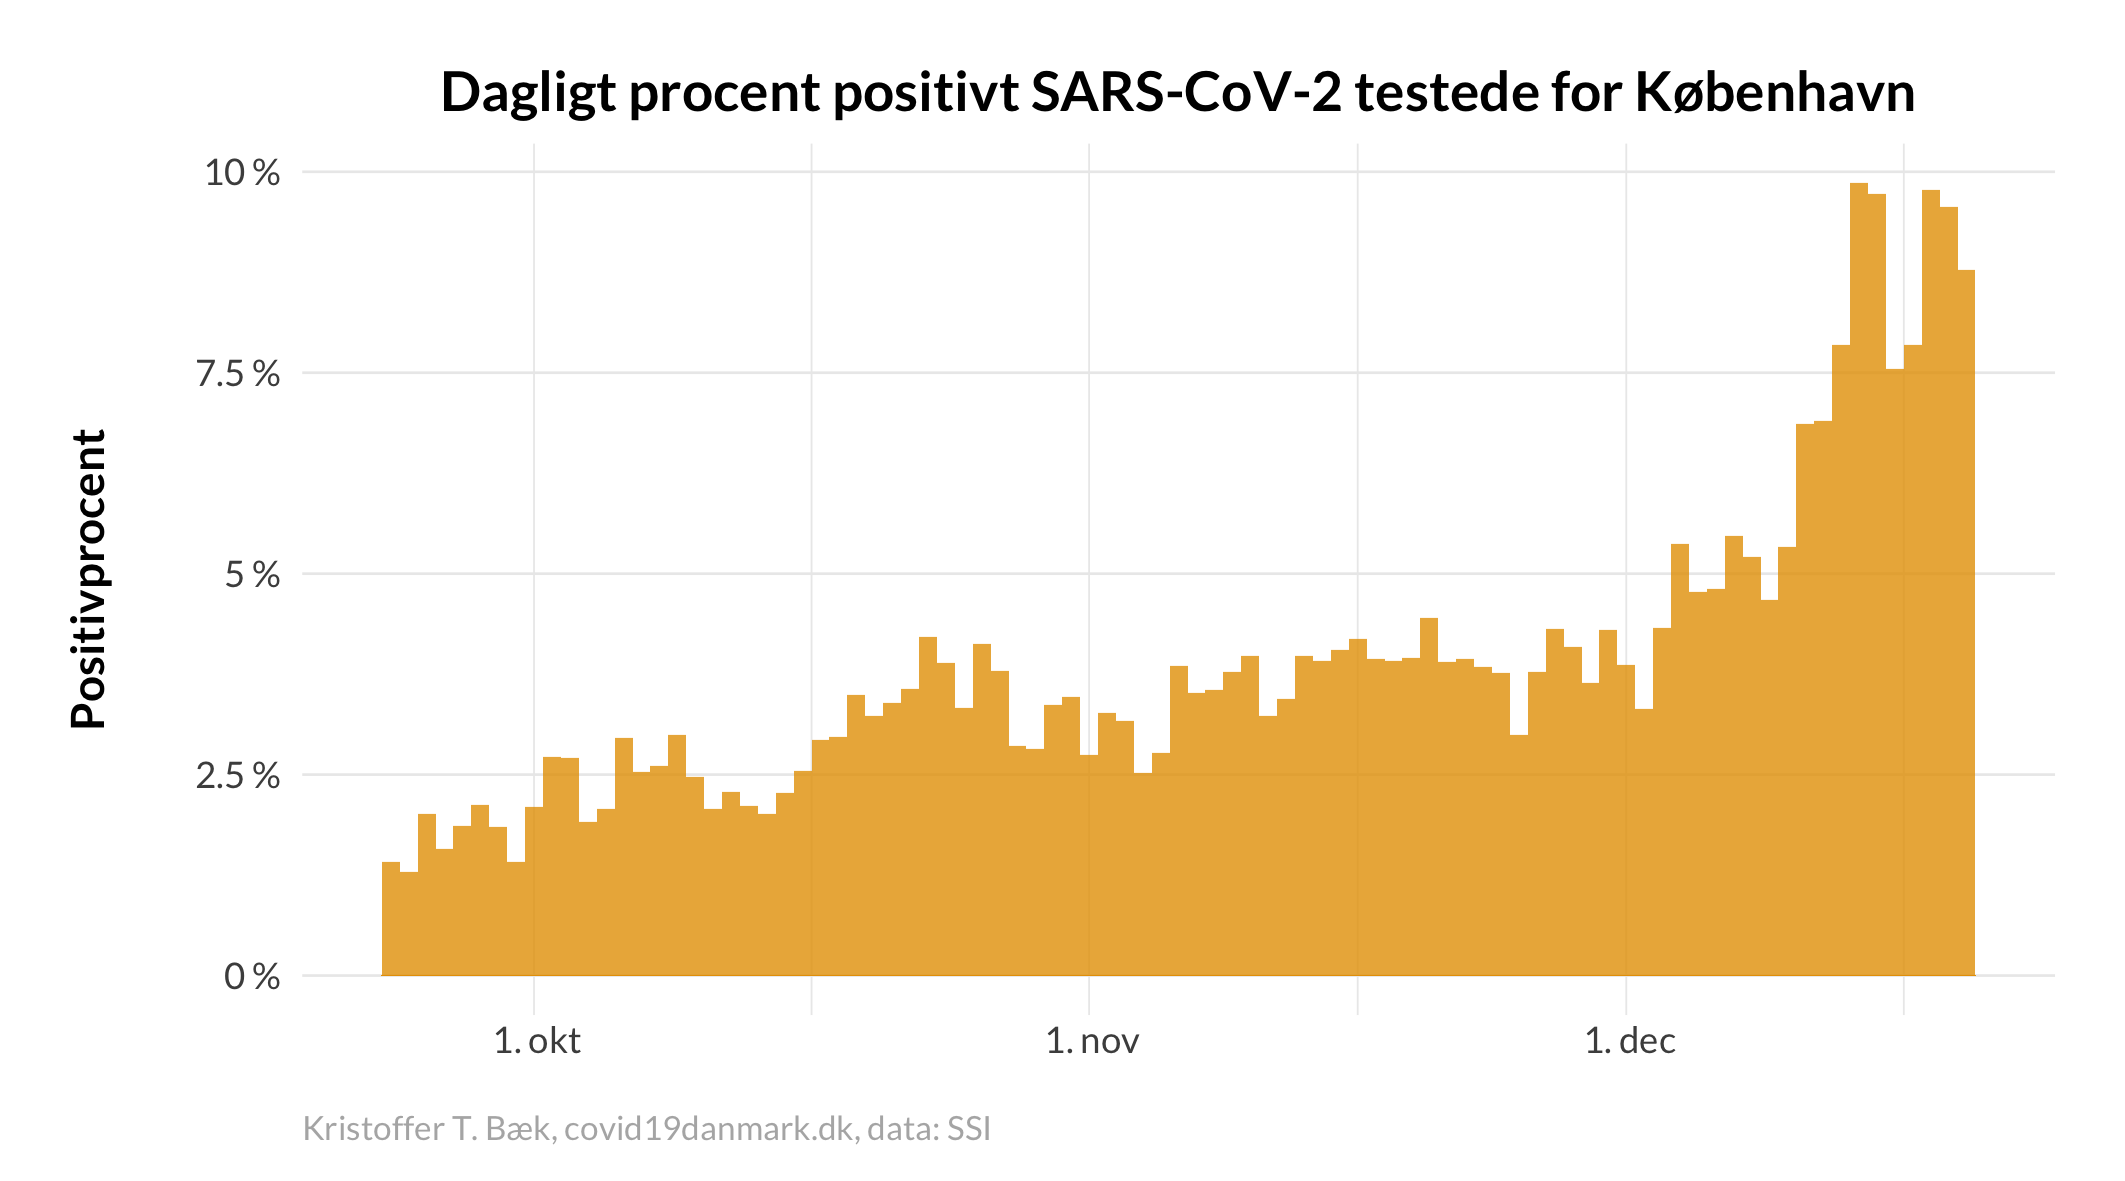 Dagligt procent positivt SARS-CoV-2 testede for København
Positivprocent
10 %
7.5 %
5 %
2.5 %
0 %
1. okt
1. nov
1. dec
Kristoffer T. Bæk, covid19danmark.dk, data: SSI